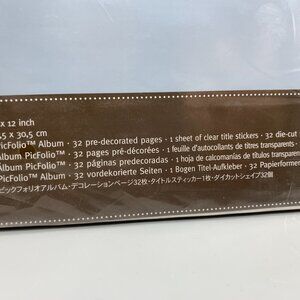 x 12 inch
,5 x 30,5 cm
PicFolio™ Album · 32 pre-decorated pages · 1 sheet of clear title stickers · 32 die-cut
Album PicFolio™ · 32 pages pré-décorées · 1 feuille d'autocollants de titres transparents
Álbum PicFolio™ · 32 páginas predecoradas · 1 hoja de calcomanías de títulos transparentes
PicFolio™ Album · 32 vordekorierte Seiten · 1 Bogen Titel-Aufkleber · 32 Papierformen
ピックフォリオアルバム・デコレーションページ32枚・タイトルステッカー1枚・ダイカットシェイプ32個